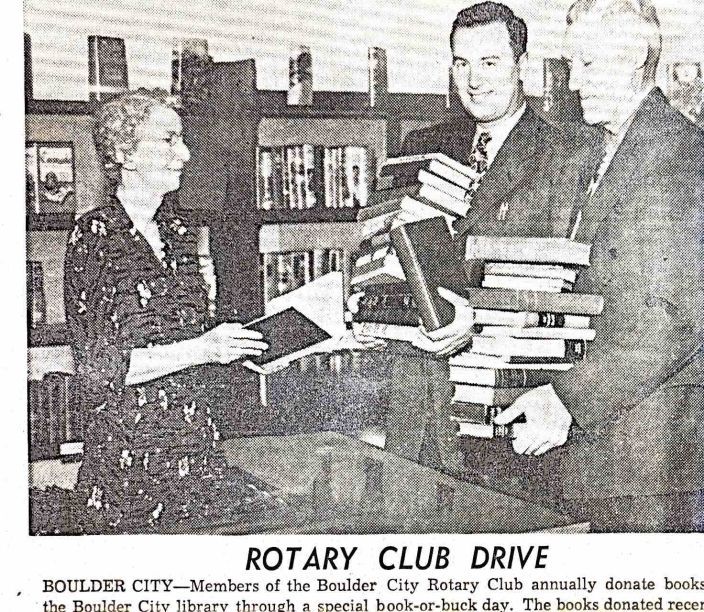 ROTARY CLUB DRIVE
BOULDER CITY—Members of the Boulder City Rotary Club annually donate books
the Boulder City library through a special book-or-buck day. The books donated recen